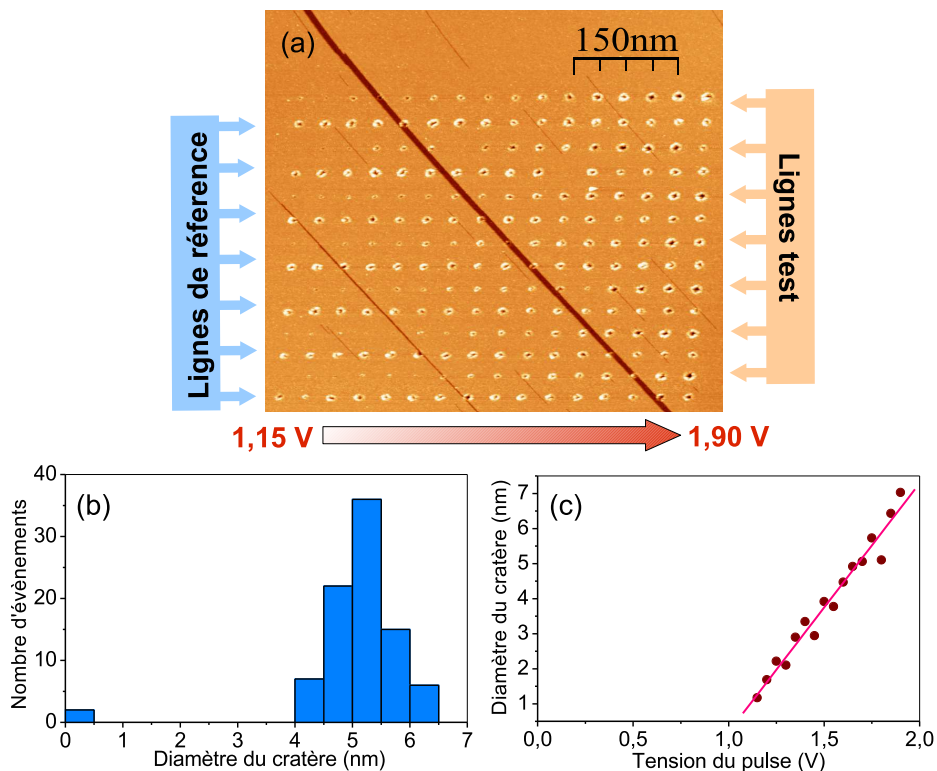 (a)
150nm
Lignes de réference
Lignes test
1,15 V
1,90 V
(b)
Nombre d'évènements
40
30
20
10
0
0
1
2
3
4
5
6
7
Diamètre du cratère (nm)
(c)
Diamètre du cratère (nm)
7
6
5
4
3
2
1
0,0
0,5
1,0
1,5
2,0
Tension du pulse (V)